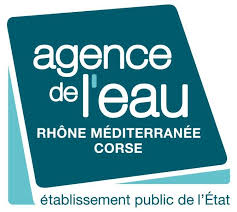 agence
de l'eau
RHÔNE MÉDITERRANÉE
CORSE
établissement public de l'État